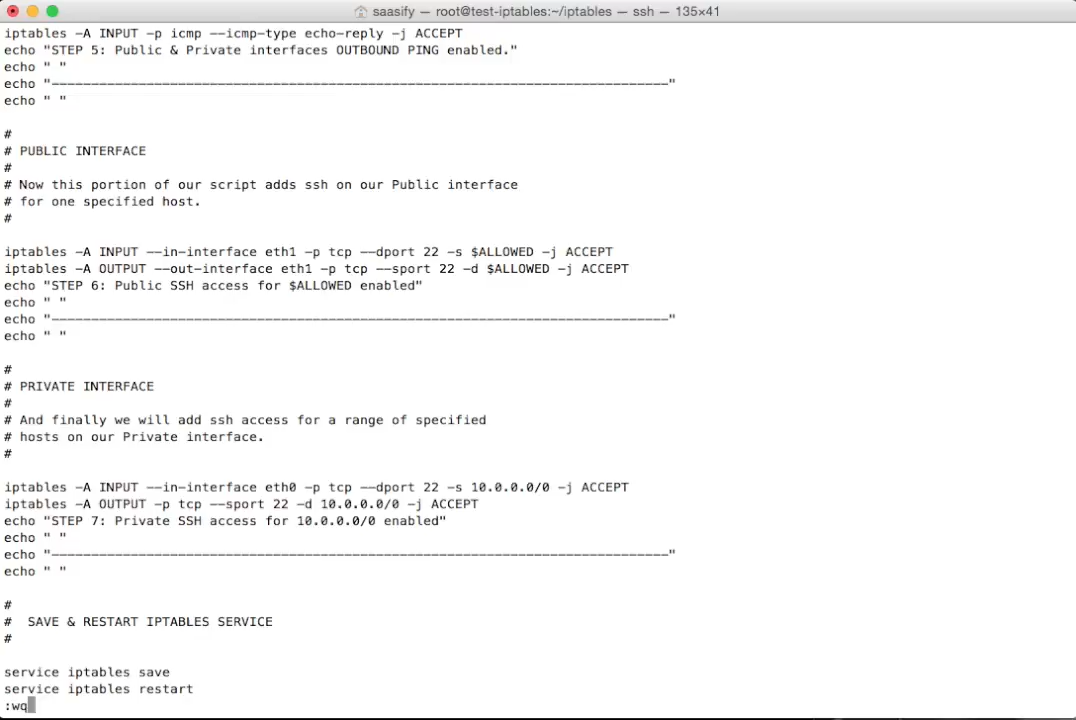 saasify — root@test-iptables:~/iptables — ssh — 135×41
iptables -A INPUT -p icmp --icmp-type echo-reply -j ACCEPT
echo "STEP 5: Public & Private interfaces OUTBOUND PING enabled."
echo " "
echo "------------------------------------------------------------------------------"
echo " "
#
# PUBLIC INTERFACE
#
# Now this portion of our script adds ssh on our Public interface
# for one specified host.
#
iptables -A INPUT --in-interface eth1 -p tcp --dport 22 -s $ALLOWED -j ACCEPT
iptables -A OUTPUT --out-interface eth1 -p tcp --sport 22 -d $ALLOWED -j ACCEPT
echo "STEP 6: Public SSH access for $ALLOWED enabled"
echo " "
echo "------------------------------------------------------------------------------"
echo " "
#
# PRIVATE INTERFACE
#
# And finally we will add ssh access for a range of specified
# hosts on our Private interface.
#
iptables -A INPUT --in-interface eth0 -p tcp --dport 22 -s 10.0.0.0/0 -j ACCEPT
iptables -A OUTPUT -p tcp --sport 22 -d 10.0.0.0/0 -j ACCEPT
echo "STEP 7: Private SSH access for 10.0.0.0/0 enabled"
echo " "
echo "------------------------------------------------------------------------------"
echo " "
#
#  SAVE & RESTART IPTABLES SERVICE
#
service iptables save
service iptables restart
:wq